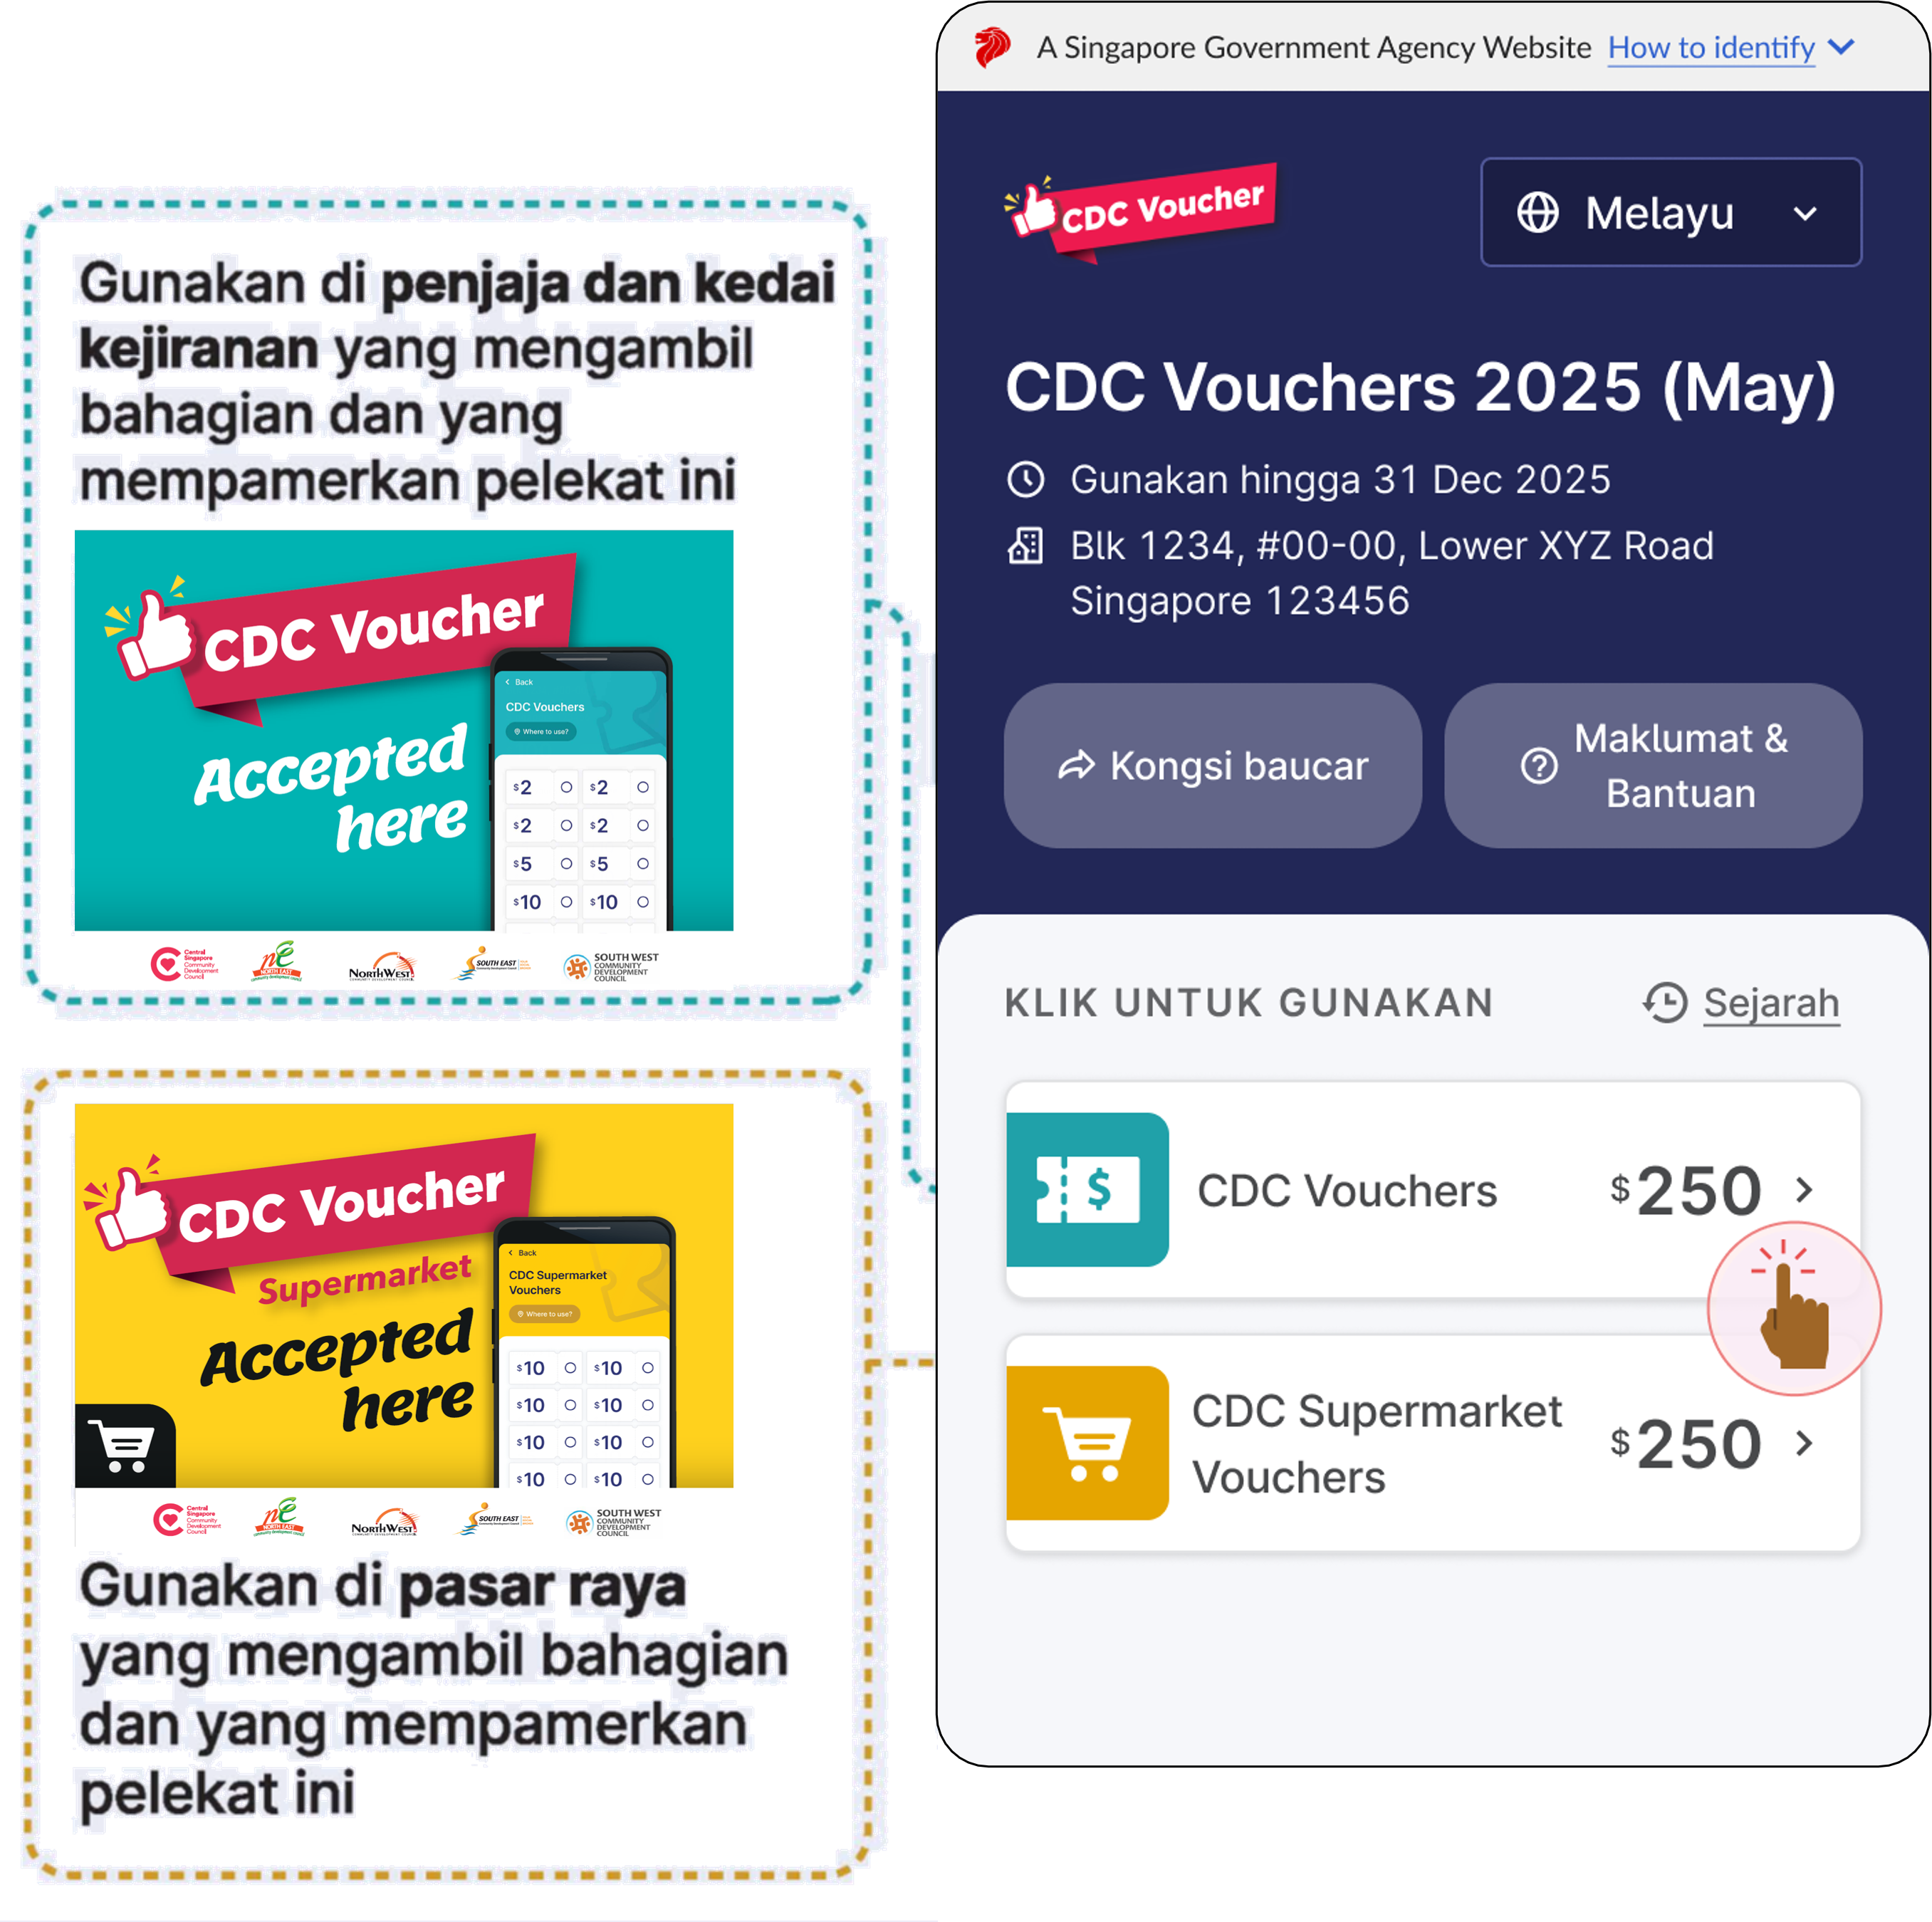 Gunakan di penjaja dan kedai
kejiranan yang mengambil
bahagian dan yang
mempamerkan pelekat ini
CDC Voucher
Accepted
here
Back
CDC Vouchers
Where to use?
$2 $2
$2 $2
$5 $5
$10 $10
Central
Singapore
Community
Development
Council
ne
NORTH EAST
NORTHWEST
SOUTH EAST
SOUTH WEST
COMMUNITY
DEVELOPMENT
COUNCIL
CDC Voucher
Supermarket
Accepted
here
Back
CDC Supermarket
Vouchers
Where to use?
$10 $10
$10 $10
$10 $10
$10 $10
Central
Singapore
Community
Development
Council
ne
NORTH EAST
NORTHWEST
SOUTH EAST
SOUTH WEST
COMMUNITY
DEVELOPMENT
COUNCIL
Gunakan di pasar raya
yang mengambil bahagian
dan yang mempamerkan
pelekat ini
A Singapore Government Agency Website How to identify
CDC Voucher
Melayu
CDC Vouchers 2025 (May)
Gunakan hingga 31 Dec 2025
Blk 1234, #00-00, Lower XYZ Road
Singapore 123456
Kongsi baucar
Maklumat &
Bantuan
KLIK UNTUK GUNAKAN
Sejarah
CDC Vouchers
$250
CDC Supermarket
Vouchers
$250